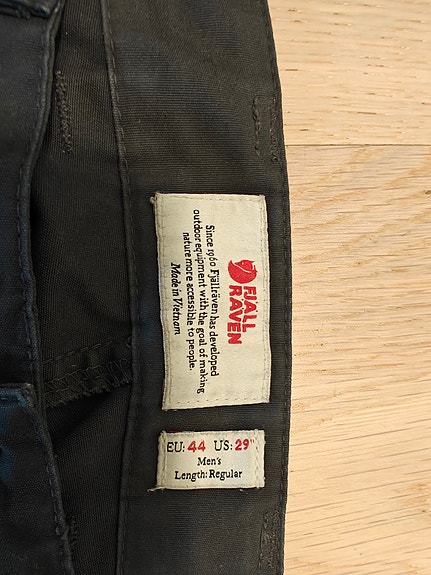 FJÄLL
RÄVEN
Since 1960 Fjällräven has developed
outdoor equipment with the goal of making
nature more accessible to people.
Made in Vietnam
EU: 44 US: 29"
Men's
Length: Regular